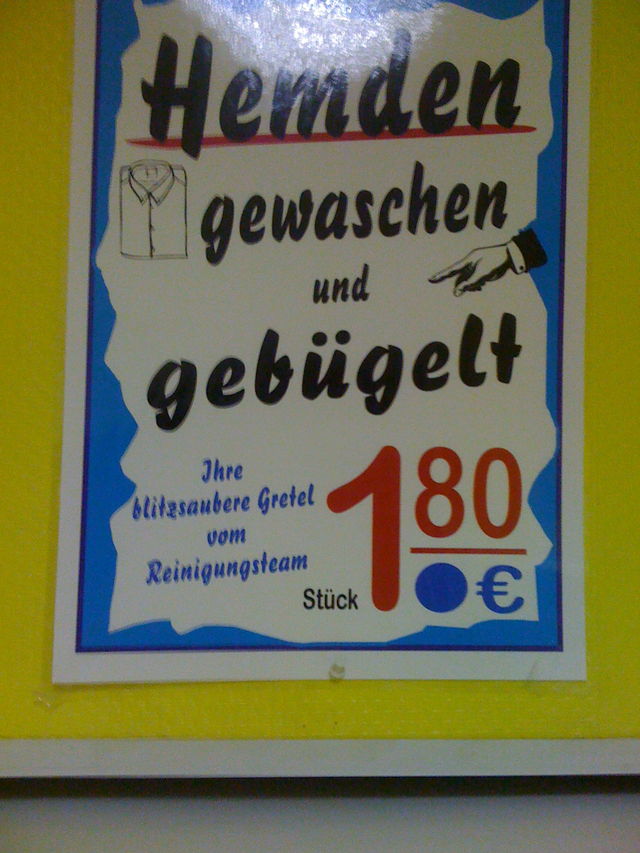 Hemden
gewaschen
und
gebügelt
Ihre
blitzsaubere Gretel
vom
Reinigungsteam
Stück 1 80
€